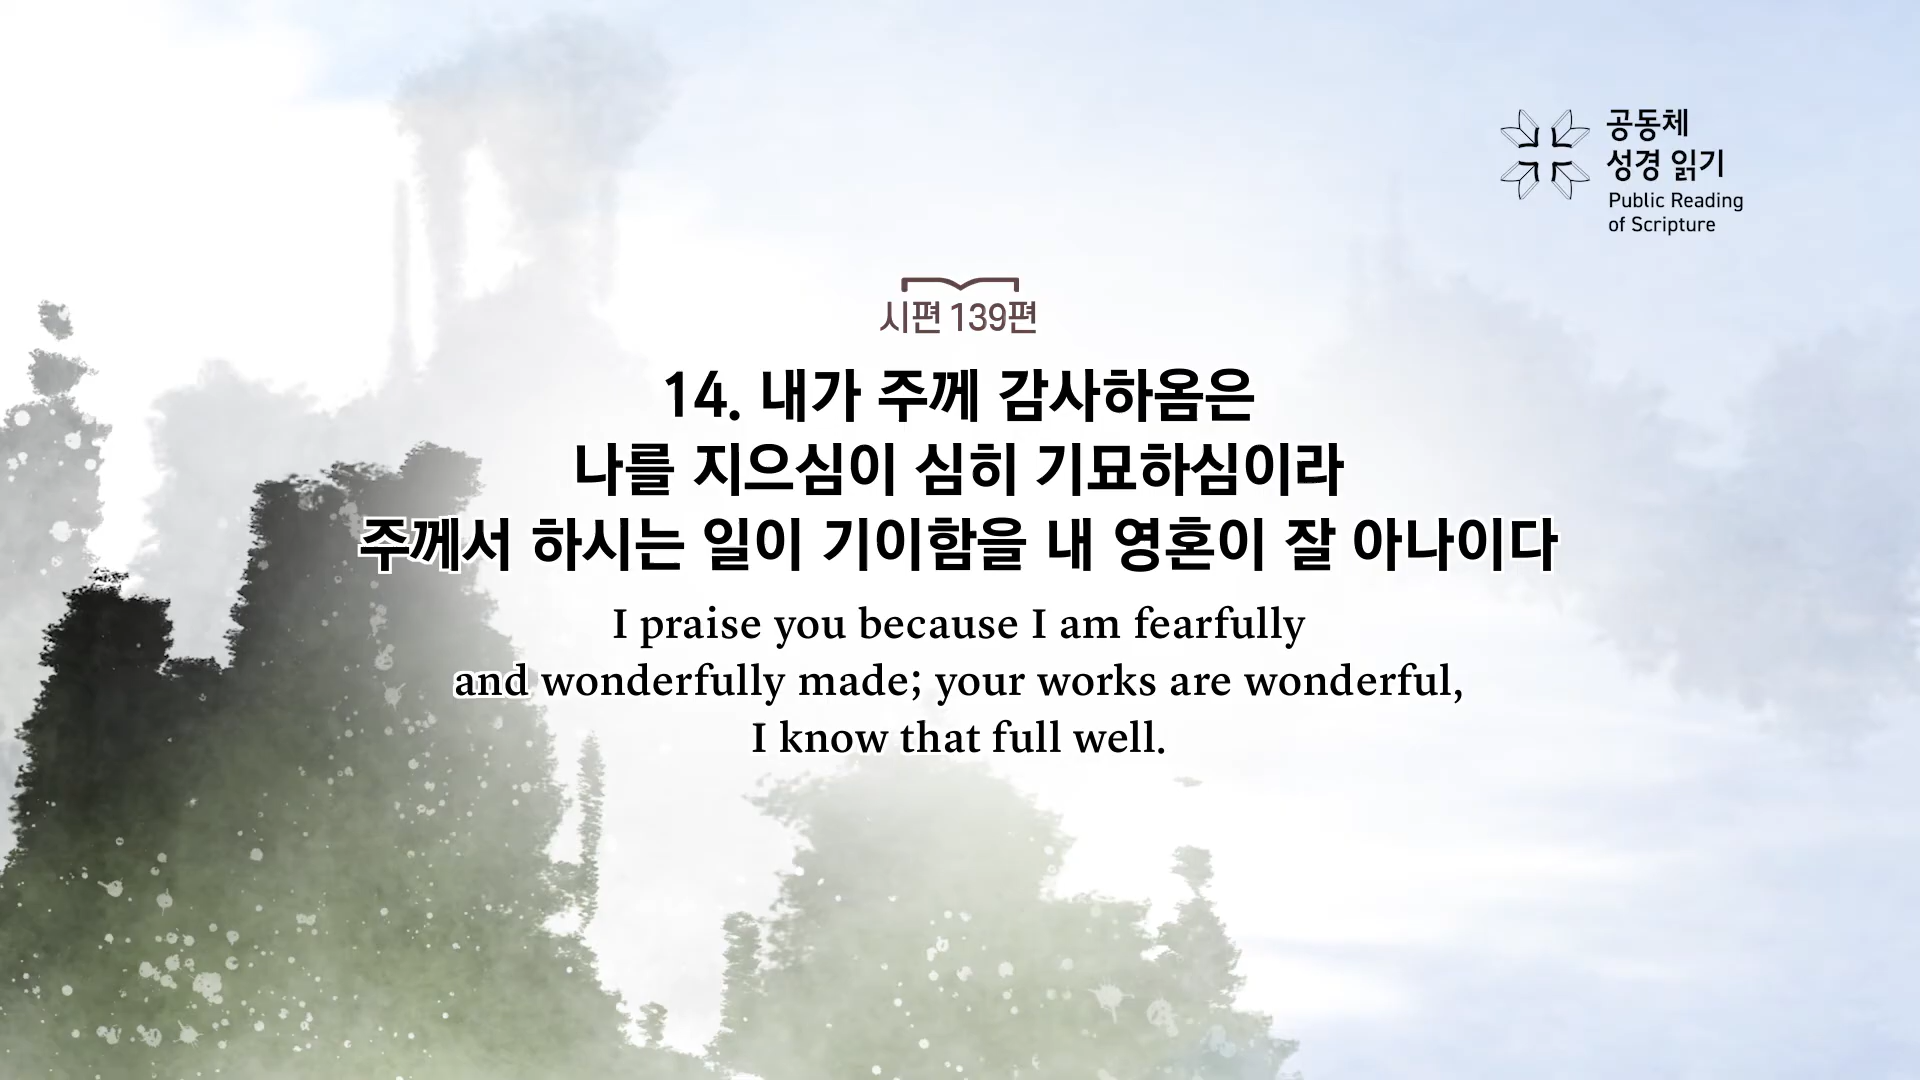 공동체
성경 읽기
Public Reading
of Scripture
시편 139편
14. 내가 주께 감사하옴은
나를 지으심이 심히 기묘하심이라
주께서 하시는 일이 기이함을 내 영혼이 잘 아나이다
I praise you because I am fearfully
and wonderfully made; your works are wonderful,
I know that full well.